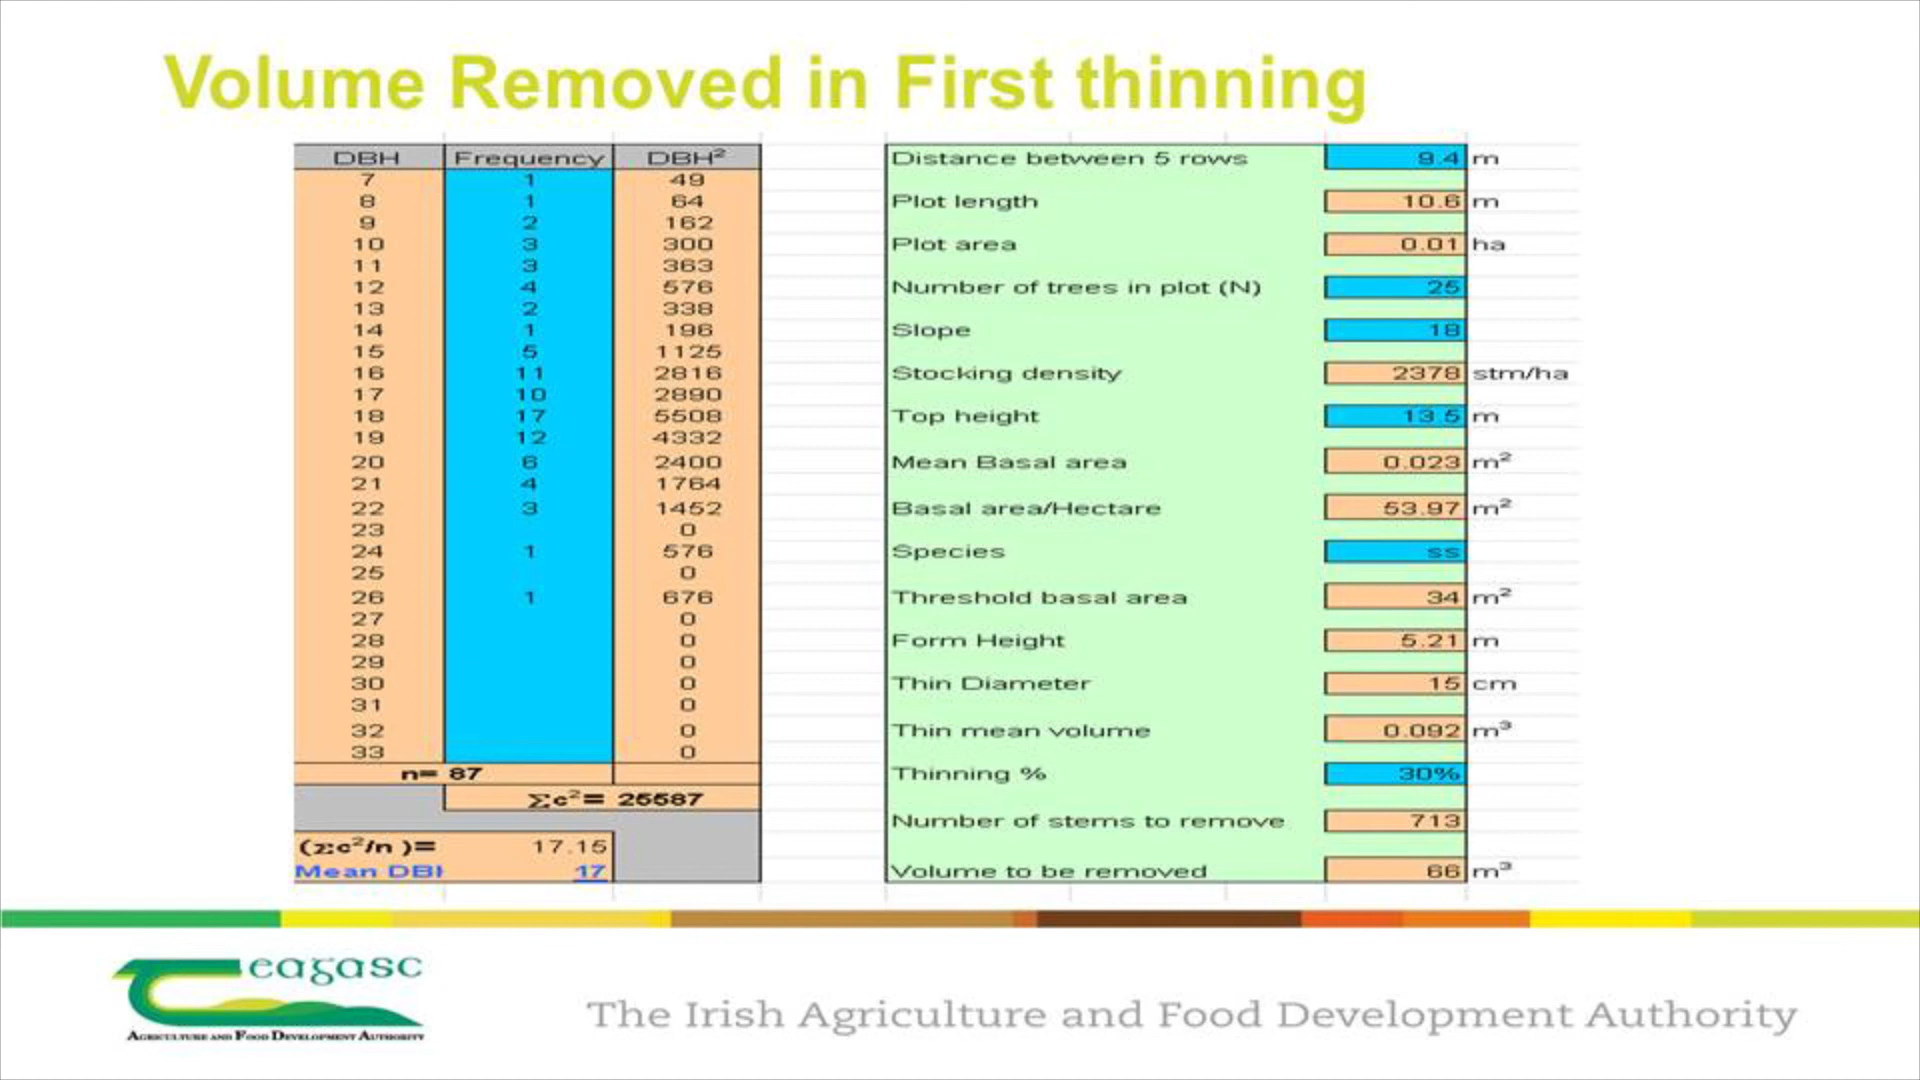 Volume Removed in First thinning
DBH Frequency DBH²
7 1 49
8 1 64
9 2 162
10 3 300
11 3 363
12 4 576
13 2 338
14 1 196
15 5 1125
16 11 2816
17 10 2890
18 17 5508
19 12 4332
20 6 2400
21 4 1764
22 3 1452
23 0
24 1 576
25 0
26 1 676
27 0
28 0
29 0
30 0
31 0
32 0
33 0
n= 87
Σc²= 25587
(Σc²/n )= 17.15
Mean DBH 17
Distance between 5 rows 9.4 m
Plot length 10.6 m
Plot area 0.01 ha
Number of trees in plot (N) 25
Slope 18
Stocking density 2378 stm/ha
Top height 13.5 m
Mean Basal area 0.023 m²
Basal area/Hectare 53.97 m²
Species ss
Threshold basal area 34 m²
Form Height 5.21 m
Thin Diameter 15 cm
Thin mean volume 0.092 m³
Thinning % 30%
Number of stems to remove 713
Volume to be removed 66 m³
Teagasc
AGRICULTURE AND FOOD DEVELOPMENT AUTHORITY
The Irish Agriculture and Food Development Authority